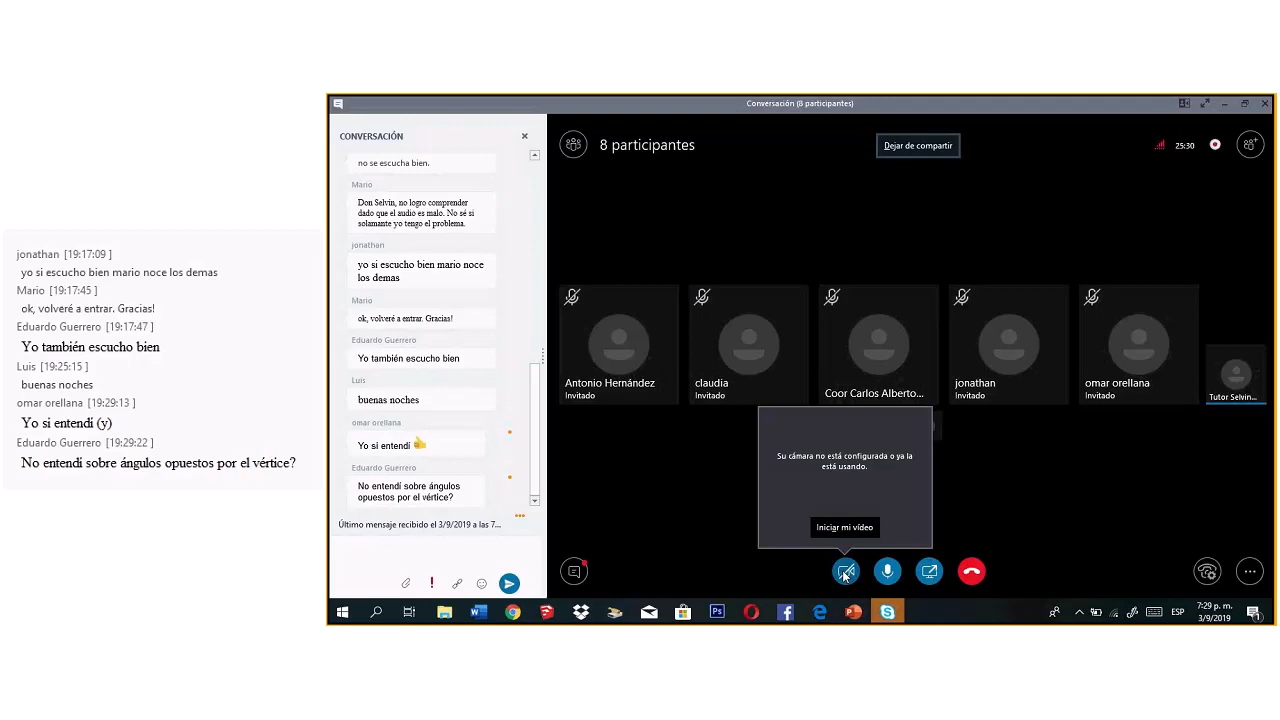 jonathan [19:17:09 ]
yo si escucho bien mario noce los demas
Mario [19:17:45 ]
ok, volveré a entrar. Gracias!
Eduardo Guerrero [19:17:47 ]
Yo también escucho bien
Luis [19:25:15 ]
buenas noches
omar orellana [19:29:13 ]
Yo si entendí (y)
Eduardo Guerrero [19:29:22 ]
No entendí sobre ángulos opuestos por el vértice?
Conversación (8 participantes)
CONVERSACIÓN
no se escucha bien.
Mario
Don Selvin, no logro comprender
dado que el audio es malo. No sé si
solamante yo tengo el problema.
jonathan
yo si escucho bien mario noce
los demas
Mario
ok, volveré a entrar. Gracias!
Eduardo Guerrero
Yo también escucho bien
Luis
buenas noches
omar orellana
Yo si entendí
Eduardo Guerrero
No entendí sobre ángulos
opuestos por el vértice?
Último mensaje recibido el 3/9/2019 a las 7...
8 participantes
Dejar de compartir
25:30
Antonio Hernández
Invitado
claudia
Invitado
Coor Carlos Alberto...
jonathan
Invitado
omar orellana
Invitado
Tutor Selvin...
Su cámara no está configurada o ya la
está usando.
Iniciar mi vídeo
Ps
ESP
7:29 p. m.
3/9/2019
1